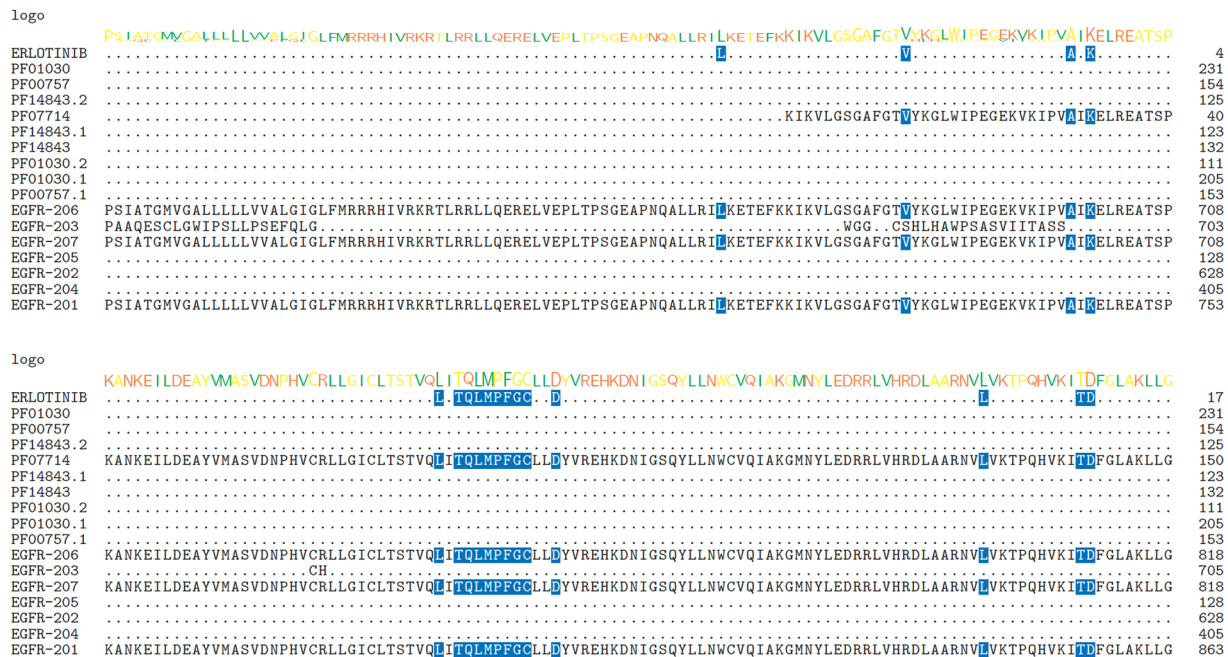 logo
PSIATGMVGALLLLLVVALGIGLFMRRRHIVRKRTLRRLLQERELVEPLTPSGEAPNQALLRILKETEFKKIKVLGSGAFGTVYKGLWIPEGEKVKIPVAIKELREATSP
ERLOTINIB ...............................................................L..................V................A.K........ 4
PF01030 .............................................................................................................. 231
PF00757 .............................................................................................................. 154
PF14843.2 .............................................................................................................. 125
PF07714 ......................................................................KIKVLGSGAFGTVYKGLWIPEGEKVKIPVAIKELREATSP 40
PF14843.1 .............................................................................................................. 123
PF14843 .............................................................................................................. 132
PF01030.2 .............................................................................................................. 111
PF01030.1 .............................................................................................................. 205
PF00757.1 .............................................................................................................. 153
EGFR-206 PSIATGMVGALLLLLVVALGIGLFMRRRHIVRKRTLRRLLQERELVEPLTPSGEAPNQALLRILKETEFKKIKVLGSGAFGTVYKGLWIPEGEKVKIPVAIKELREATSP 708
EGFR-203 PAAQESCLGWIPSLLPSEFQLG......................................................WGG..CSHLHAWPSASVIITASS........... 703
EGFR-207 PSIATGMVGALLLLLVVALGIGLFMRRRHIVRKRTLRRLLQERELVEPLTPSGEAPNQALLRILKETEFKKIKVLGSGAFGTVYKGLWIPEGEKVKIPVAIKELREATSP 708
EGFR-205 .............................................................................................................. 128
EGFR-202 .............................................................................................................. 628
EGFR-204 .............................................................................................................. 405
EGFR-201 PSIATGMVGALLLLLVVALGIGLFMRRRHIVRKRTLRRLLQERELVEPLTPSGEAPNQALLRILKETEFKKIKVLGSGAFGTVYKGLWIPEGEKVKIPVAIKELREATSP 753
logo
KANKEILDEAYVMASVDNPHVCRLLGICLTSTVQLITQLMPFGCLLDYVREHKDNIGSQYLLNWCVQIAKGMNYLEDRRLVHRDLAARNVLVKTPQHVKITDFGLAKLLG
ERLOTINIB ..................................L.TQLMPFGC..D...........................................L.........TD........ 17
PF01030 .............................................................................................................. 231
PF00757 .............................................................................................................. 154
PF14843.2 .............................................................................................................. 125
PF07714 KANKEILDEAYVMASVDNPHVCRLLGICLTSTVQLITQLMPFGCLLDYVREHKDNIGSQYLLNWCVQIAKGMNYLEDRRLVHRDLAARNVLVKTPQHVKITDFGLAKLLG 150
PF14843.1 .............................................................................................................. 123
PF14843 .............................................................................................................. 132
PF01030.2 .............................................................................................................. 111
PF01030.1 .............................................................................................................. 205
PF00757.1 .............................................................................................................. 153
EGFR-206 KANKEILDEAYVMASVDNPHVCRLLGICLTSTVQLITQLMPFGCLLDYVREHKDNIGSQYLLNWCVQIAKGMNYLEDRRLVHRDLAARNVLVKTPQHVKITDFGLAKLLG 818
EGFR-203 .....................CH....................................................................................... 705
EGFR-207 KANKEILDEAYVMASVDNPHVCRLLGICLTSTVQLITQLMPFGCLLDYVREHKDNIGSQYLLNWCVQIAKGMNYLEDRRLVHRDLAARNVLVKTPQHVKITDFGLAKLLG 818
EGFR-205 .............................................................................................................. 128
EGFR-202 .............................................................................................................. 628
EGFR-204 .............................................................................................................. 405
EGFR-201 KANKEILDEAYVMASVDNPHVCRLLGICLTSTVQLITQLMPFGCLLDYVREHKDNIGSQYLLNWCVQIAKGMNYLEDRRLVHRDLAARNVLVKTPQHVKITDFGLAKLLG 863